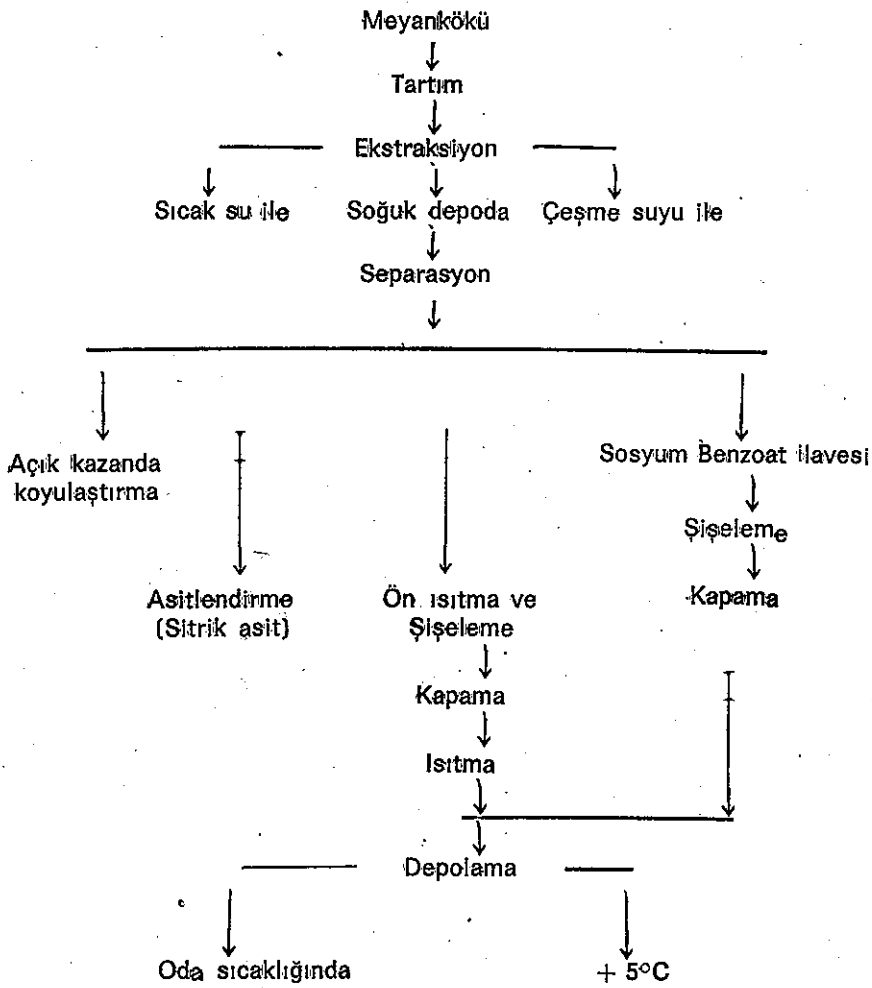 Meyankökü
Tartım
Ekstraksiyon
Sıcak su ile
Soğuk depoda
Çeşme suyu ile
Separasyon
Açık kazanda
koyulaştırma
Sosyum Benzoat ilavesi
Şişeleme
Kapama
Asitlendirme
(Sitrik asit)
Ön ısıtma ve
Şişeleme
Kapama
Isıtma
Depolama
Oda sıcaklığında
+ 5°C